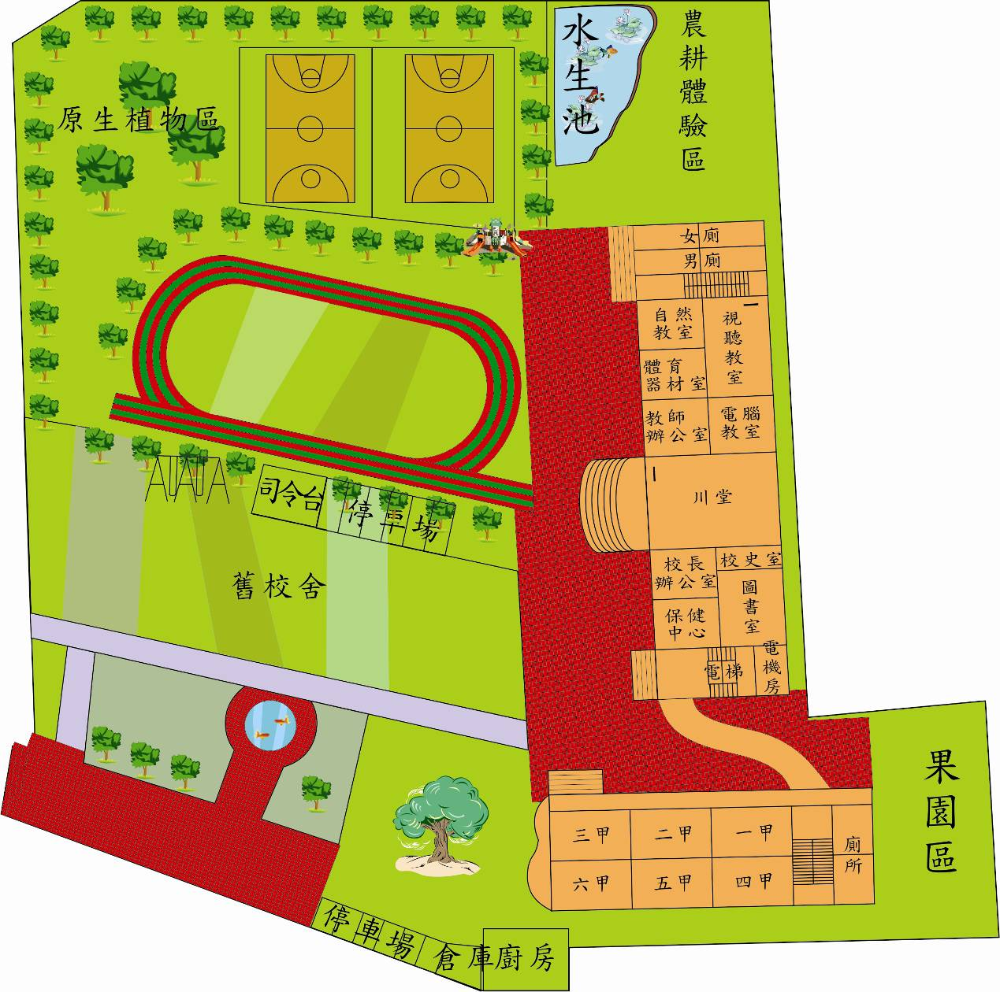 水生池
農耕體驗區
原生植物區
女廁
男廁
自然
教室
視聽教室
體育
器材室
教師
辦公室
電腦
教室
川堂
司令台
停車場
舊校舍
校長
辦公室
校史室
圖書室
保健
中心
電梯
電機房
果園區
三甲
二甲
一甲
廁所
六甲
五甲
四甲
停車場
倉庫
廚房